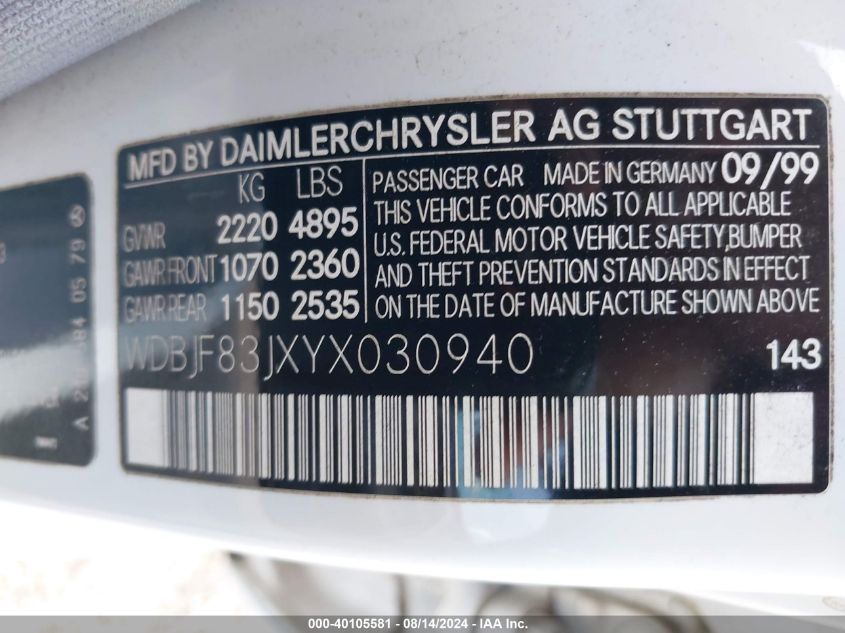 MFD BY DAIMLERCHRYSLER AG STUTTGART
KG LBS
GVWR 2220 4895
GAWR FRONT 1070 2360
GAWR REAR 1150 2535
PASSENGER CAR MADE IN GERMANY 09/99
THIS VEHICLE CONFORMS TO ALL APPLICABLE
U.S. FEDERAL MOTOR VEHICLE SAFETY,BUMPER
AND THEFT PREVENTION STANDARDS IN EFFECT
ON THE DATE OF MANUFACTURE SHOWN ABOVE
WDBJF83JXYX030940 143
000-40105581 - 08/14/2024 - IAA Inc.